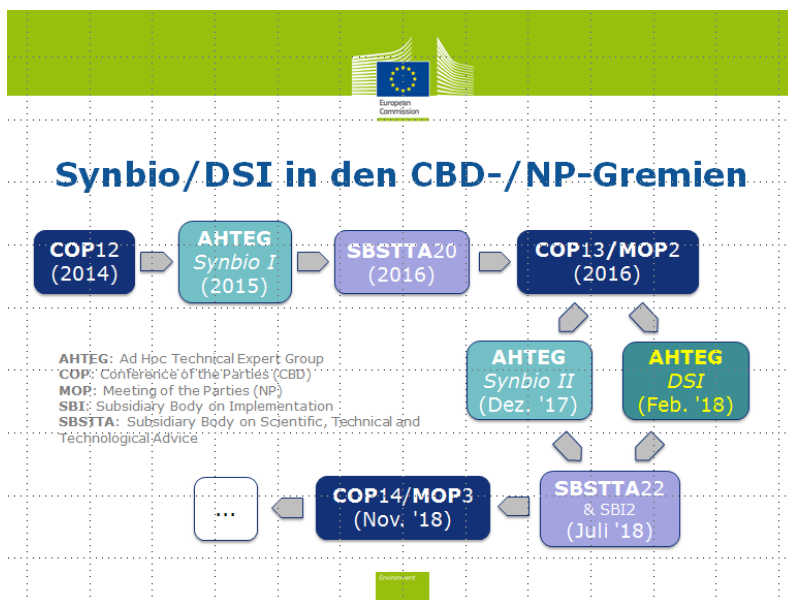 European
Commission
Synbio/DSI in den CBD-/NP-Gremien
COP12
(2014)
AHTEG
Synbio I
(2015)
SBSTTA20
(2016)
COP13/MOP2
(2016)
AHTEG
Synbio II
(Dez. '17)
AHTEG
DSI
(Feb. '18)
AHTEG: Ad Hoc Technical Expert Group
COP: Conference of the Parties (CBD)
MOP: Meeting of the Parties (NP)
SBI: Subsidiary Body on Implementation
SBSTTA: Subsidiary Body on Scientific, Technical and
Technological Advice
SBSTTA22
& SBI2
(Juli '18)
COP14/MOP3
(Nov. '18)
...
Environment